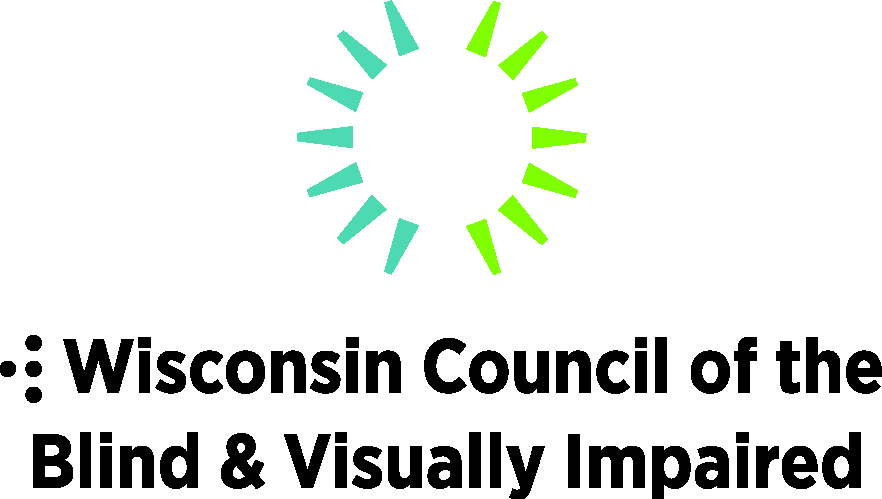 ⠺ Wisconsin Council of the
Blind & Visually Impaired